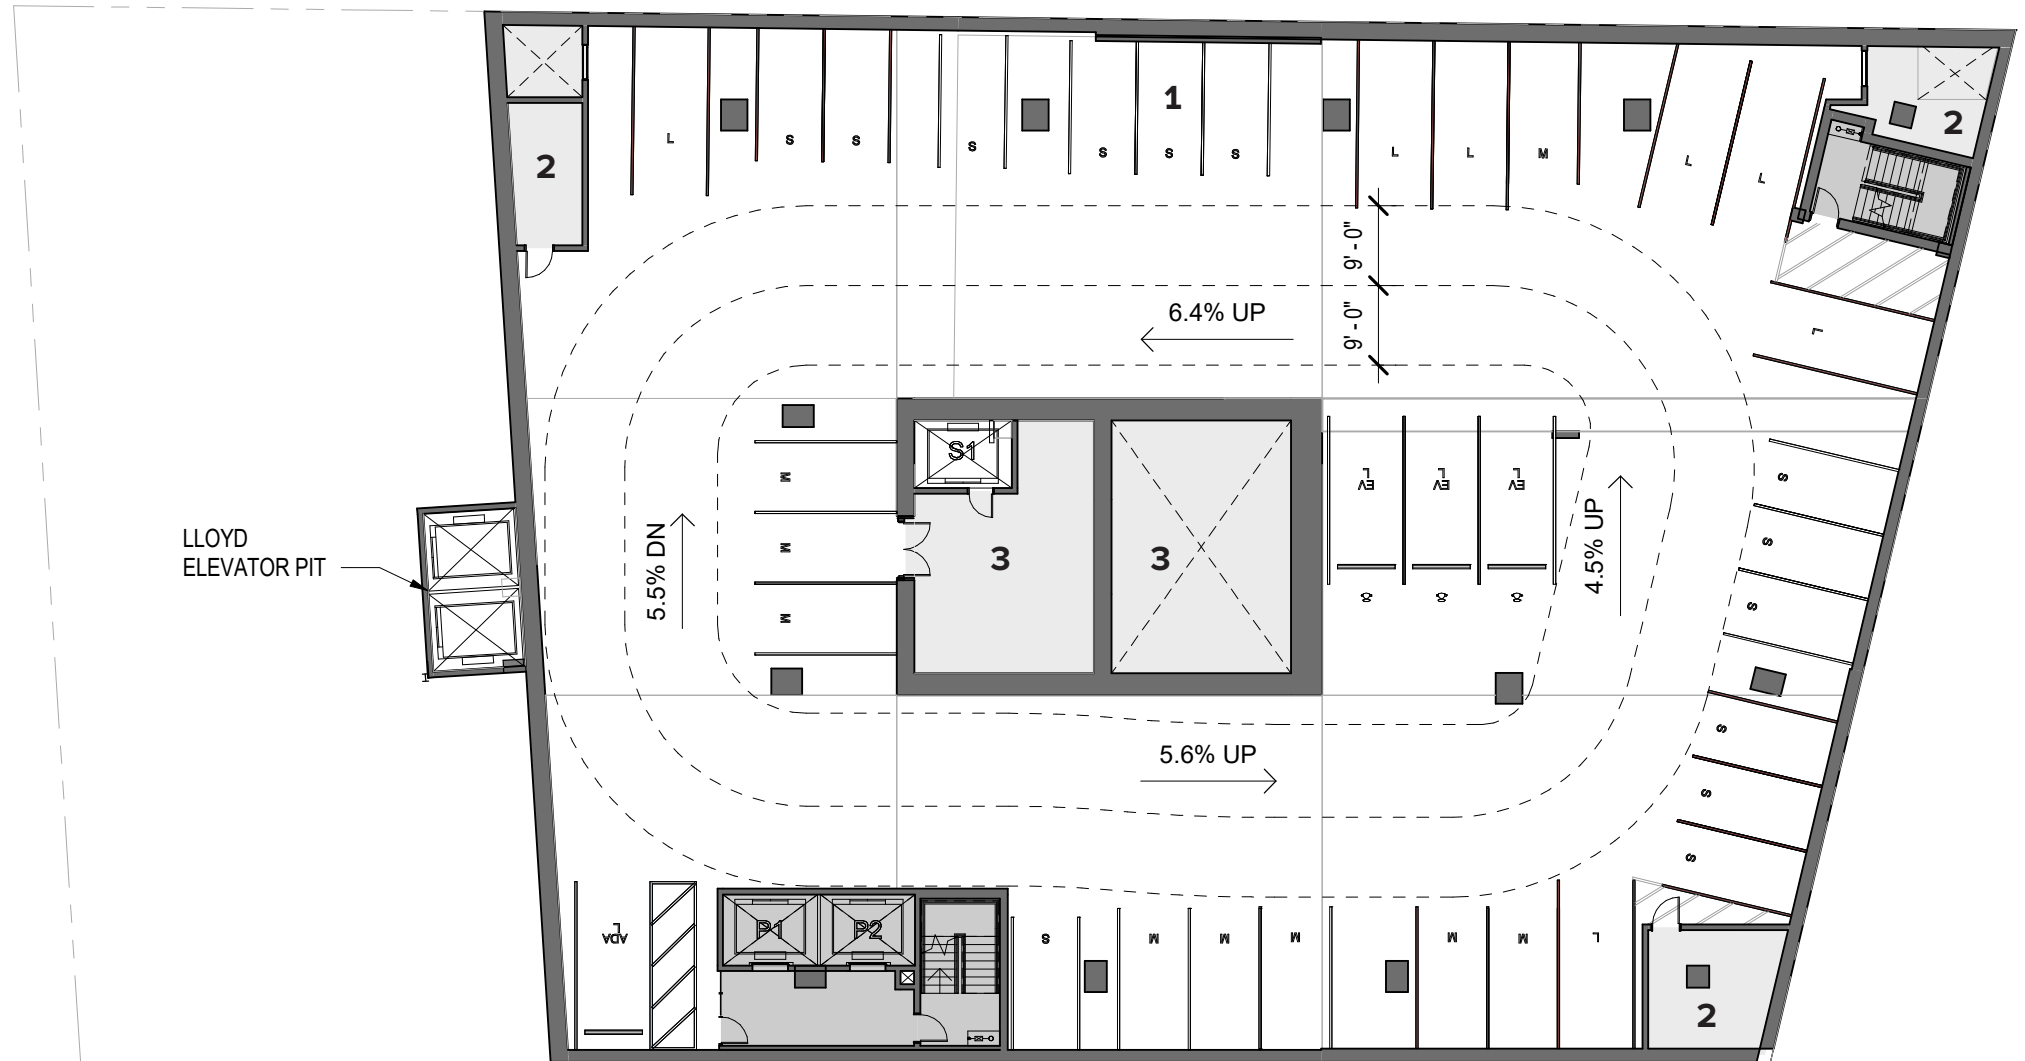 1
2
2
L
S
S
S
S
S
S
L
L
M
L
L
9'-0"
6.4% UP
9'-0"
L
S1
M
EV
L
EV
L
EV
L
S
5.5% DN
4.5% UP
LLOYD
ELEVATOR PIT
M
3
3
S
S
M
S
5.6% UP
S
S
P1
P2
ADA
L
S
M
M
M
M
M
L
2